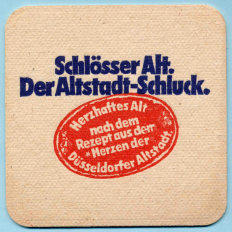 Schlösser Alt.
Der Altstadt-Schluck.
Herzhaftes Alt
nach dem
Rezept aus dem
*Herzen der
Düsseldorfer Altstadt.